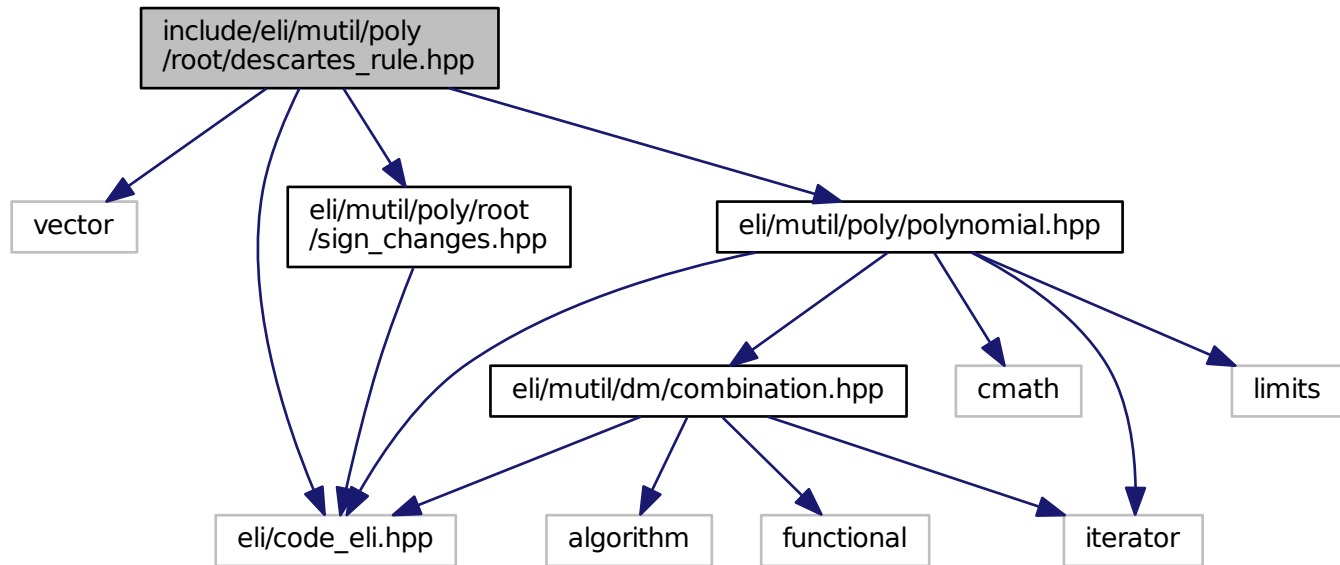 include/eli/mutil/poly
/root/descartes_rule.hpp
vector
eli/mutil/poly/root
/sign_changes.hpp
eli/mutil/poly/polynomial.hpp
eli/mutil/dm/combination.hpp
cmath
limits
eli/code_eli.hpp
algorithm
functional
iterator